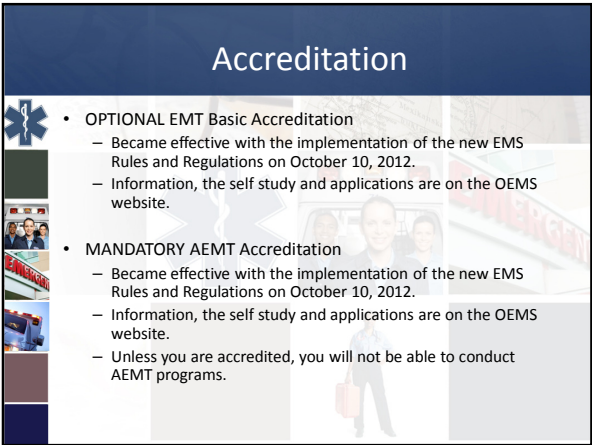 Accreditation
• OPTIONAL EMT Basic Accreditation
– Became effective with the implementation of the new EMS
Rules and Regulations on October 10, 2012.
– Information, the self study and applications are on the OEMS
website.
• MANDATORY AEMT Accreditation
– Became effective with the implementation of the new EMS
Rules and Regulations on October 10, 2012.
– Information, the self study and applications are on the OEMS
website.
– Unless you are accredited, you will not be able to conduct
AEMT programs.
EMERGEN